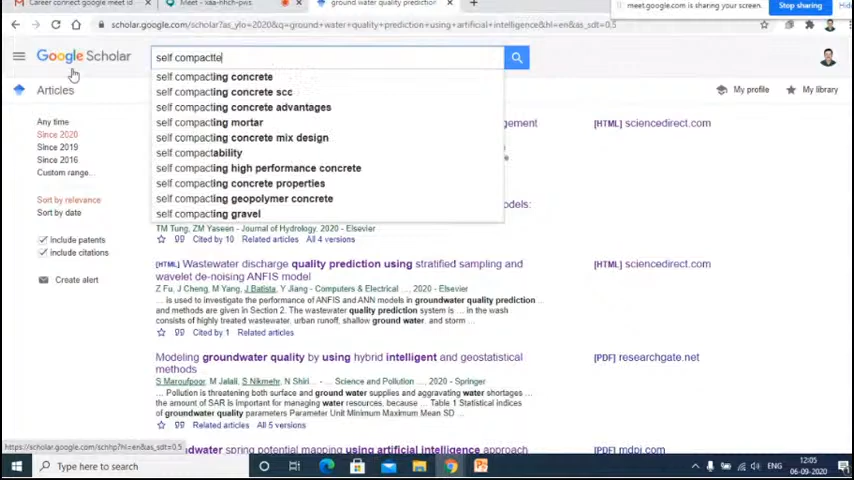 Career connect google meet id
Meet - xaa-nhch-pws
ground water quality prediction u
meet.google.com is sharing your screen.
Stop sharing
scholar.google.com/scholar?as_ylo=2020&q=ground+water+quality+prediction+using+artificial+intelligence&hl=en&as_sdt=0,5
Google Scholar
self compactte
self compacting concrete
self compacting concrete scc
self compacting concrete advantages
self compacting mortar
self compacting concrete mix design
self compactability
self compacting high performance concrete
self compacting concrete properties
self compacting geopolymer concrete
self compacting gravel
Articles
My profile
My library
Any time
Since 2020
Since 2019
Since 2016
Custom range...
Sort by relevance
Sort by date
include patents
include citations
Create alert
gement
[HTML] sciencedirect.com
odels:
TM Tung, ZM Yaseen - Journal of Hydrology, 2020 - Elsevier
Cited by 10 Related articles All 4 versions
[HTML] Wastewater discharge quality prediction using stratified sampling and
wavelet de-noising ANFIS model
[HTML] sciencedirect.com
Z Fu, J Cheng, M Yang, J Batista, Y Jiang - Computers & Electrical ..., 2020 - Elsevier
... is used to investigate the performance of ANFIS and ANN models in groundwater quality prediction ...
and methods are given in Section 2. The wastewater quality prediction system is ... in the wash
consists of highly treated wastewater, urban runoff, shallow ground water, and storm ...
Cited by 1 Related articles
Modeling groundwater quality by using hybrid intelligent and geostatistical
methods
[PDF] researchgate.net
S Maroufpoor, M Jalali, S Nikmehr, N Shiri... - ... Science and Pollution ..., 2020 - Springer
... Pollution is threatening both surface and ground water supplies and aggravating water shortages ...
the amount of SAR is important for managing water resources, because ... Table 1 Statistical indices
of groundwater quality parameters Parameter Unit Minimum Maximum Mean SD ...
Related articles All 5 versions
https://scholar.google.com/schhp?hl=en&as_sdt=0,5
ndwater spring potential mapping using artificial intelligence approach
[PDF] mdpi.com
Type here to search
ENG
12:05
06-09-2020